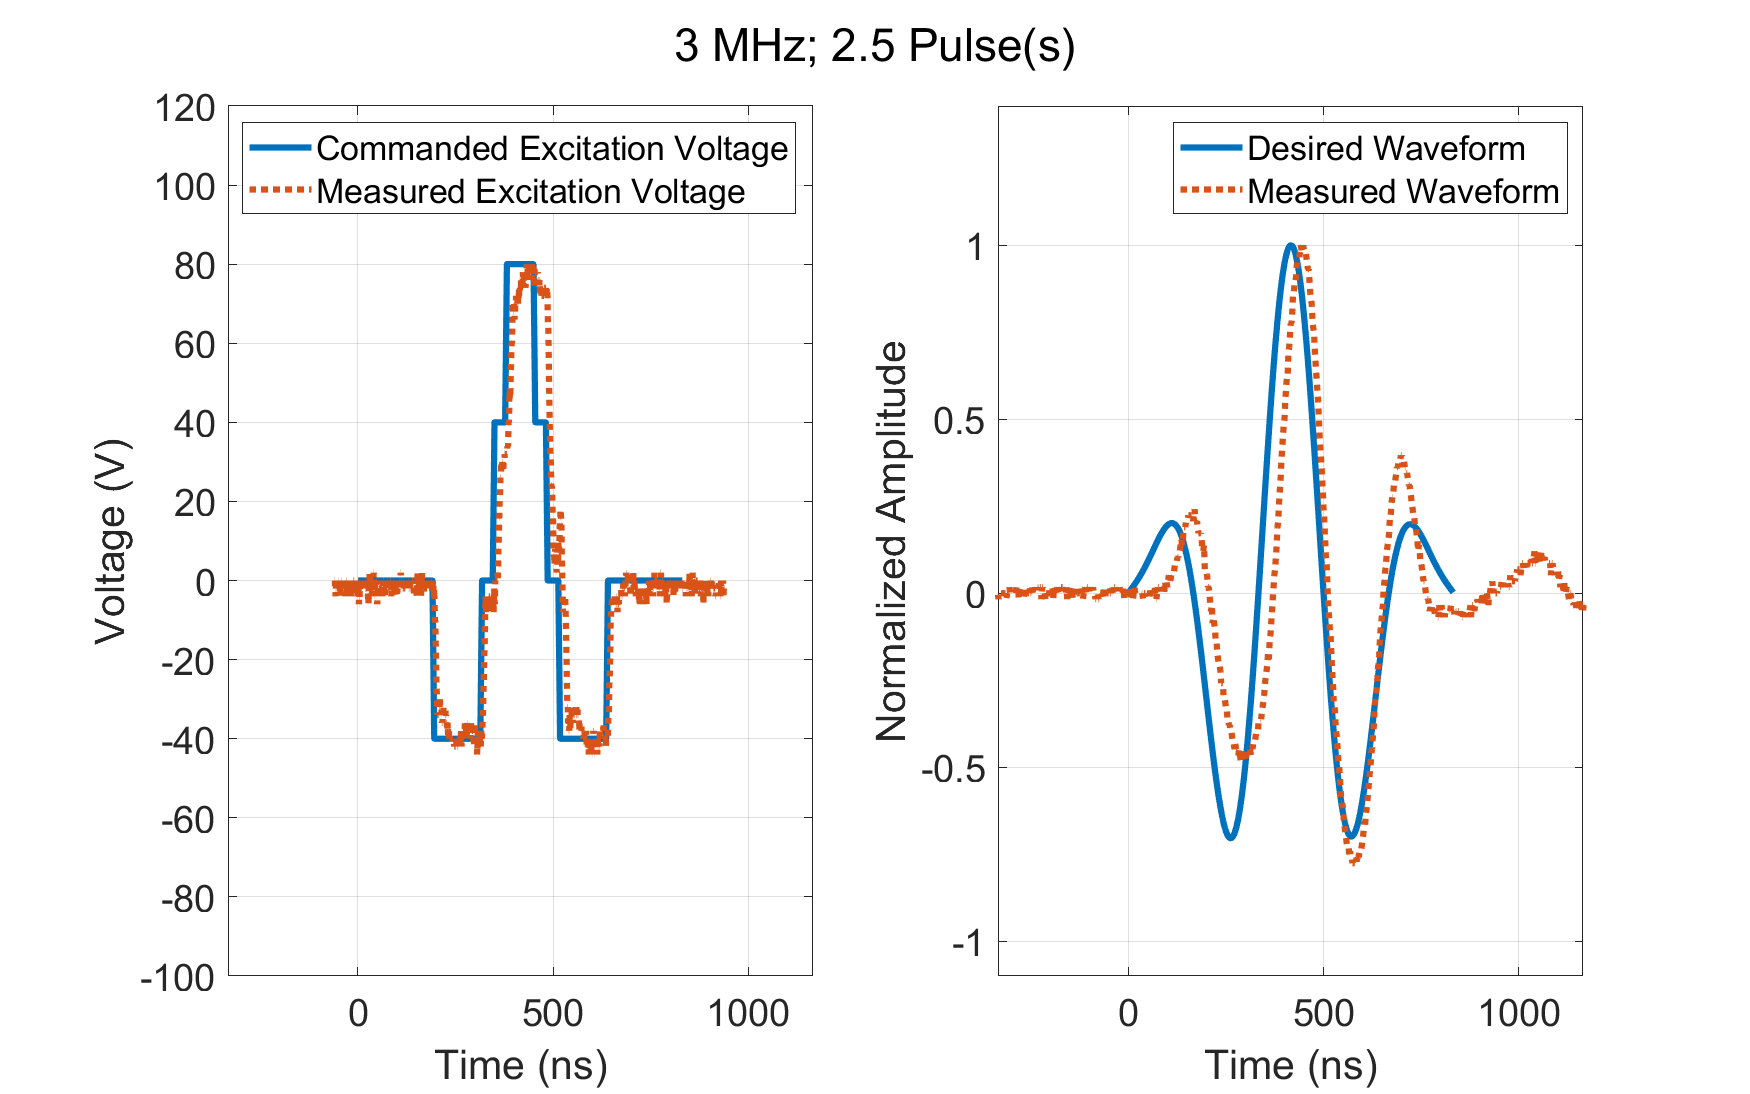 3 MHz; 2.5 Pulse(s)
Commanded Excitation Voltage
Measured Excitation Voltage
120
100
80
60
40
20
0
-20
-40
-60
-80
-100
Voltage (V)
0 500 1000
Time (ns)
Desired Waveform
Measured Waveform
1
0.5
0
-0.5
-1
Normalized Amplitude
0 500 1000
Time (ns)